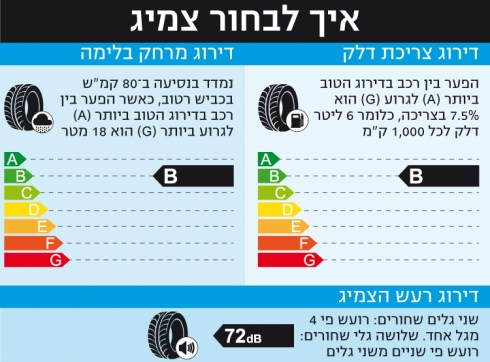 איך לבחור צמיג
דירוג צריכת דלק
הפער בין רכב בדירוג הטוב
ביותר (A) לגרוע (G) הוא
7.5% בצריכה, כלומר 6 ליטר
דלק לכל 1,000 ק"מ
A
B
C
D
E
F
G
B
דירוג מרחק בלימה
נמדד בנסיעה ב־80 קמ"ש
בכביש רטוב, כאשר הפער בין
רכב בדירוג הטוב ביותר (A)
לגרוע ביותר (G) הוא 18 מטר
A
B
C
D
E
F
G
B
דירוג רעש הצמיג
שני גלים שחורים: רועש פי 4
מגל אחד. שלושה גלי שחורים:
רועש פי שניים משני גלים
72dB